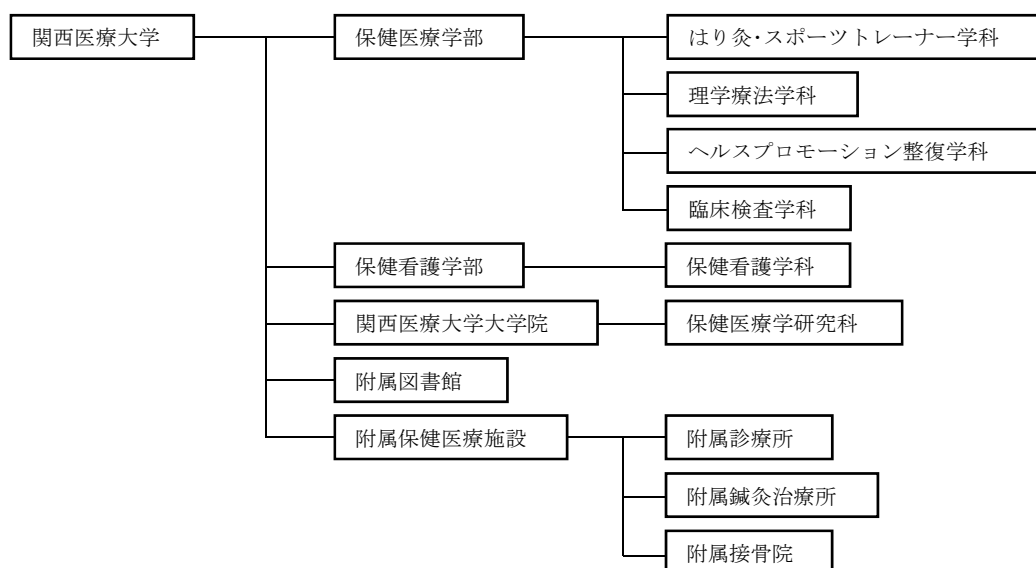 関西医療大学
保健医療学部
はり灸･スポーツトレーナー学科
理学療法学科
ヘルスプロモーション整復学科
臨床検査学科
保健看護学部
保健看護学科
関西医療大学大学院
保健医療学研究科
附属図書館
附属保健医療施設
附属診療所
附属鍼灸治療所
附属接骨院